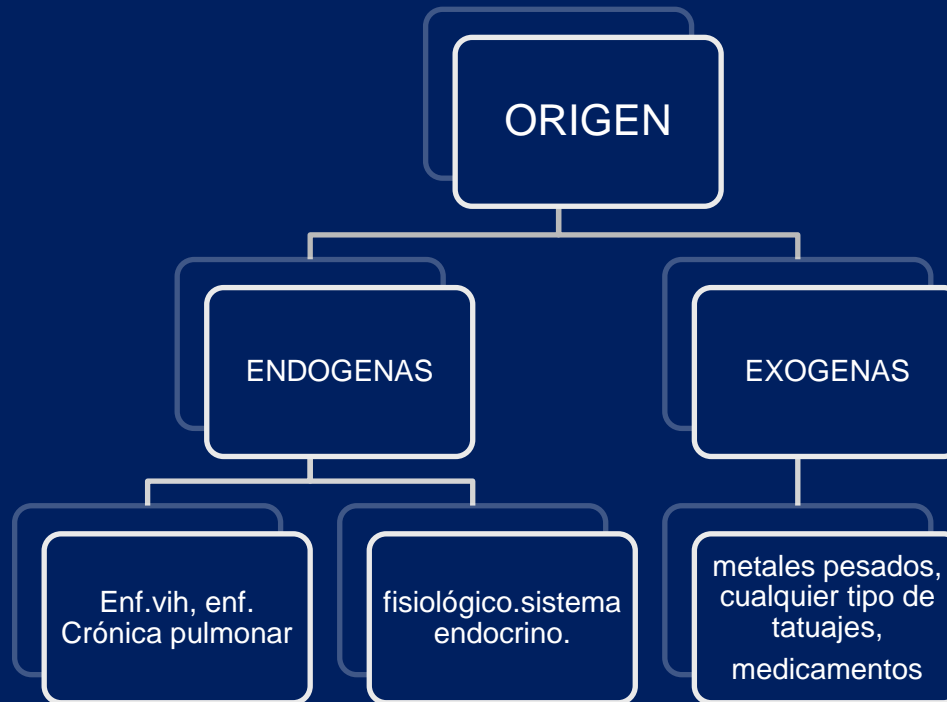 ORIGEN
ENDOGENAS
EXOGENAS
Enf.vih, enf.
Crónica pulmonar
fisiológico.sistema
endocrino.
metales pesados,
cualquier tipo de
tatuajes,
medicamentos